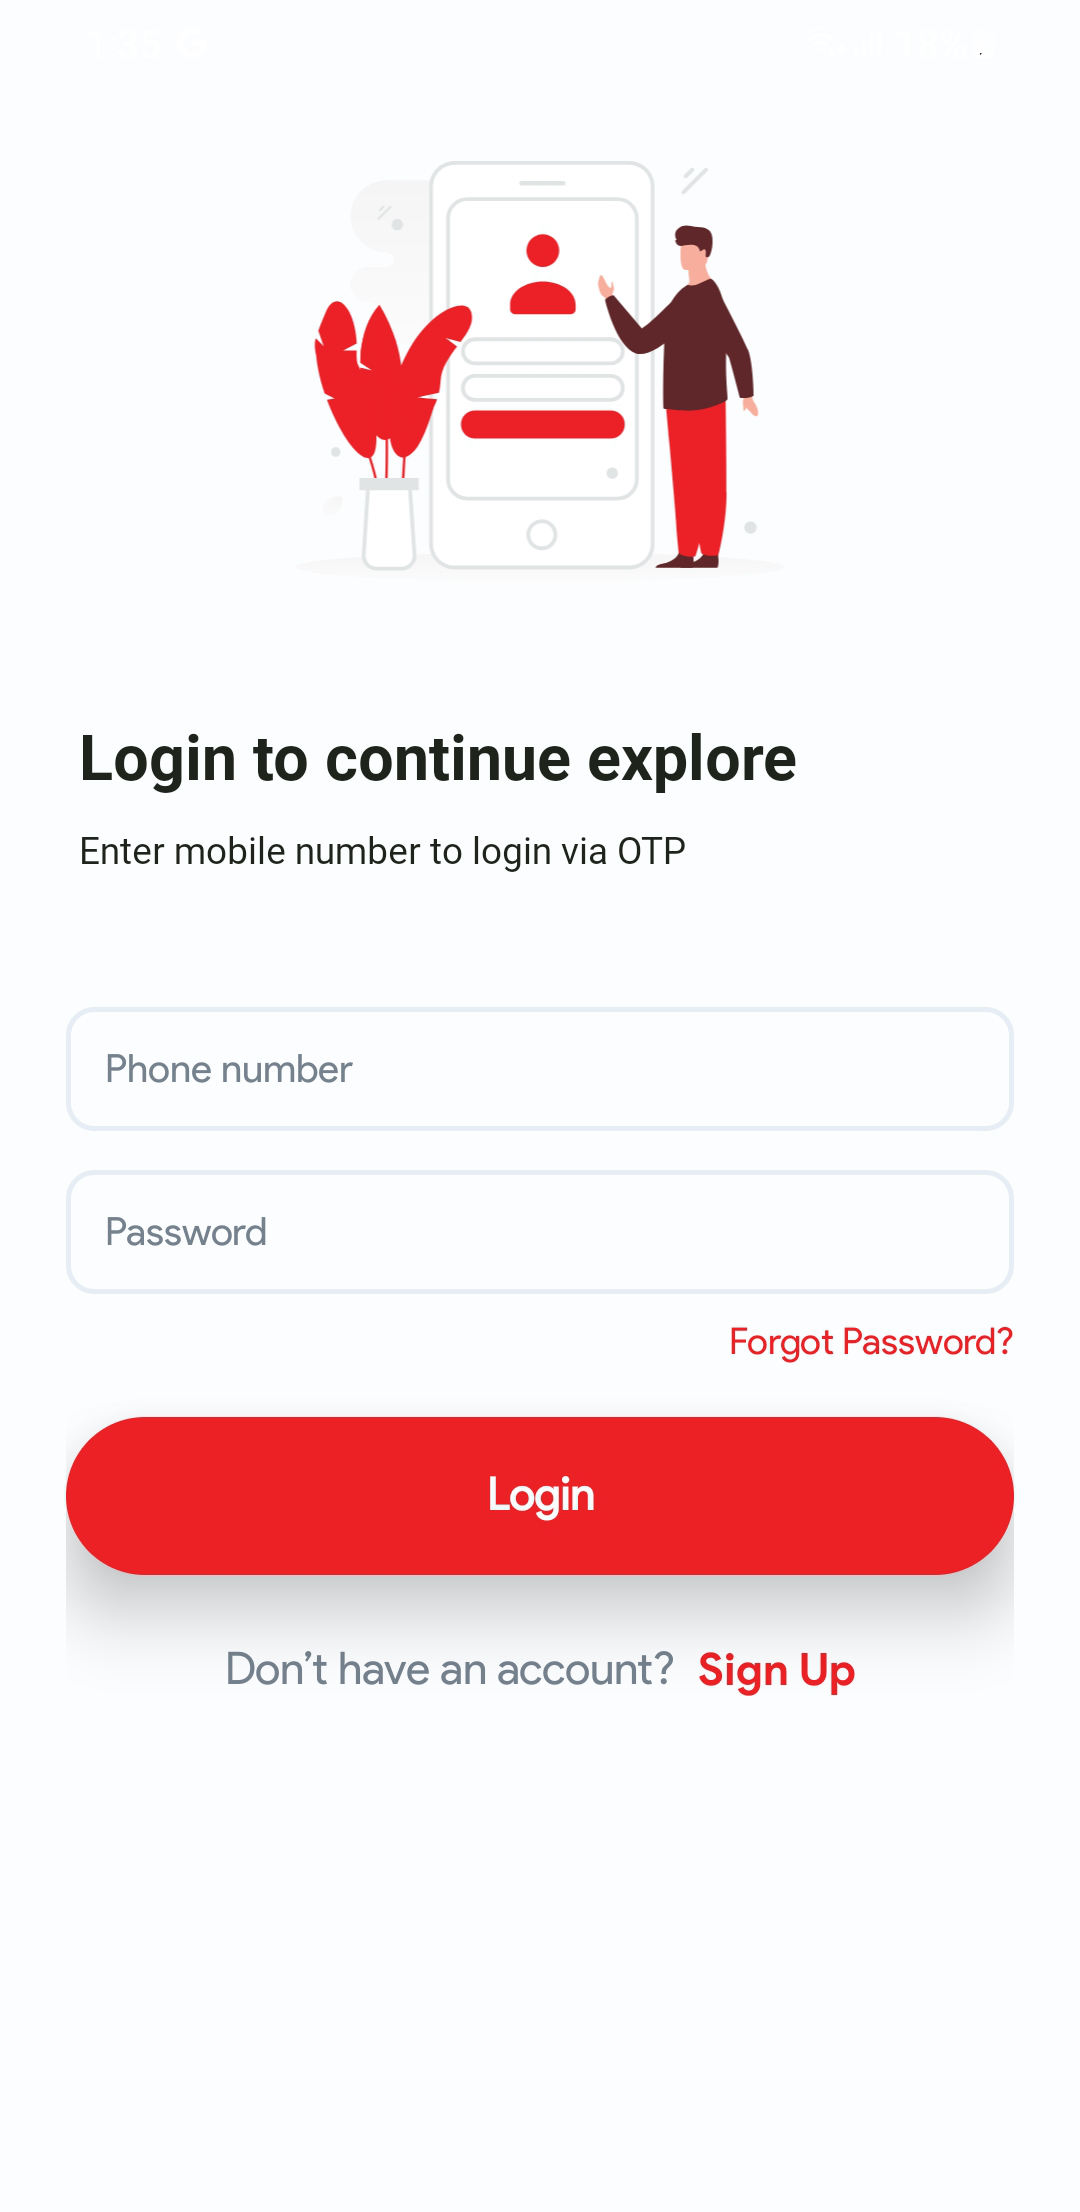 Login to continue explore
Enter mobile number to login via OTP
Phone number
Password
Forgot Password?
Login
Don’t have an account? Sign Up